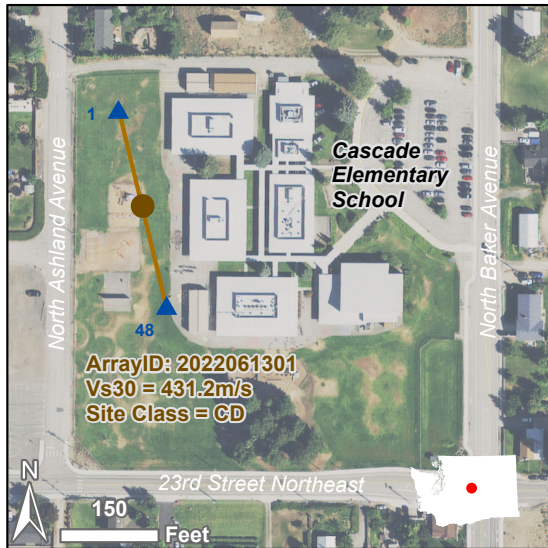 1
Cascade
Elementary
School
North Ashland Avenue
North Baker Avenue
48
ArrayID: 2022061301
Vs30 = 431.2m/s
Site Class = CD
23rd Street Northeast
N
150
Feet